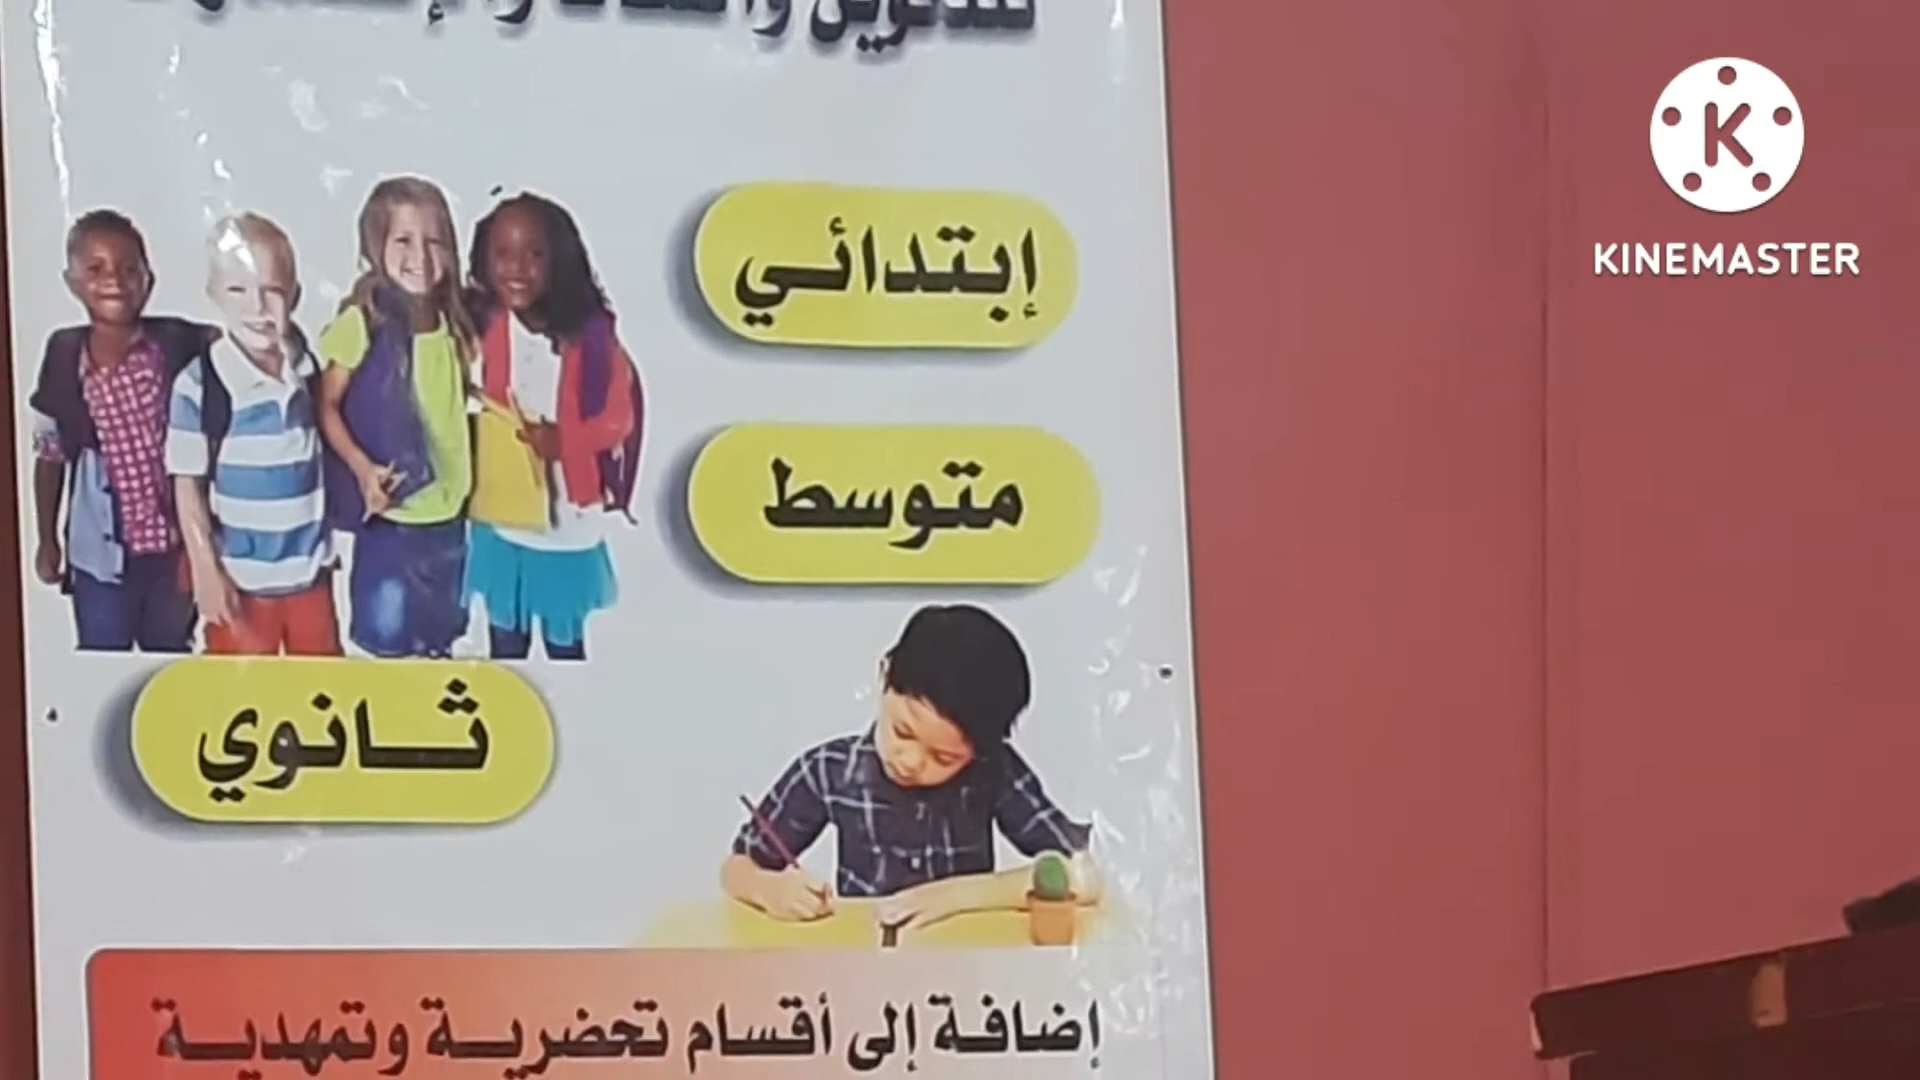 إبتدائي
متوسط
ثانوي
إضافة إلى أقسام تحضرية وتمهدية
K
KINEMASTER